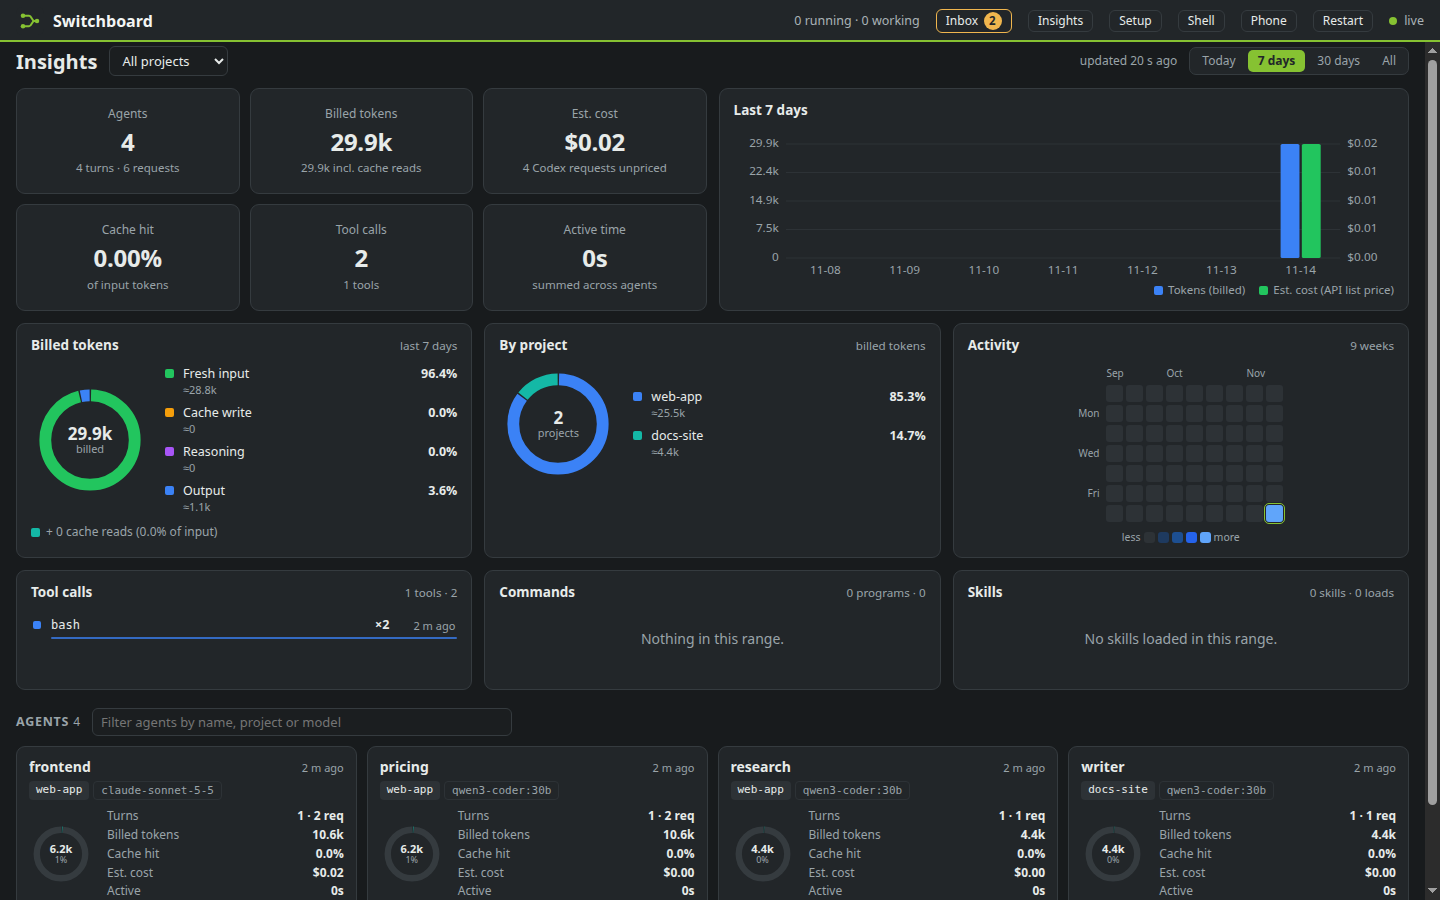 Switchboard
0 running · 0 working
Inbox 2
Insights
Setup
Shell
Phone
Restart
live
Insights
All projects
updated 20 s ago
Today
7 days
30 days
All
Agents
4
4 turns · 6 requests
Billed tokens
29.9k
29.9k incl. cache reads
Est. cost
$0.02
4 Codex requests unpriced
Cache hit
0.00%
of input tokens
Tool calls
2
1 tools
Active time
0s
summed across agents
Last 7 days
29.9k
22.4k
14.9k
7.5k
0
$0.02
$0.01
$0.01
$0.01
$0.00
11-08
11-09
11-10
11-11
11-12
11-13
11-14
Tokens (billed)
Est. cost (API list price)
Billed tokens
last 7 days
29.9k
billed
Fresh input 96.4%
≈28.8k
Cache write 0.0%
≈0
Reasoning 0.0%
≈0
Output 3.6%
≈1.1k
+ 0 cache reads (0.0% of input)
By project
billed tokens
2
projects
web-app 85.3%
≈25.5k
docs-site 14.7%
≈4.4k
Activity
9 weeks
Sep
Oct
Nov
Mon
Wed
Fri
less
more
Tool calls
1 tools · 2
bash ×2 2 m ago
Commands
0 programs · 0
Nothing in this range.
Skills
0 skills · 0 loads
No skills loaded in this range.
AGENTS 4
Filter agents by name, project or model
frontend
2 m ago
web-app
claude-sonnet-5-5
6.2k
1%
Turns 1 · 2 req
Billed tokens 10.6k
Cache hit 0.0%
Est. cost $0.02
Active 0s
pricing
2 m ago
web-app
qwen3-coder:30b
6.2k
1%
Turns 1 · 2 req
Billed tokens 10.6k
Cache hit 0.0%
Est. cost $0.00
Active 0s
research
2 m ago
web-app
qwen3-coder:30b
4.4k
0%
Turns 1 · 1 req
Billed tokens 4.4k
Cache hit 0.0%
Est. cost $0.00
Active 0s
writer
2 m ago
docs-site
qwen3-coder:30b
4.4k
0%
Turns 1 · 1 req
Billed tokens 4.4k
Cache hit 0.0%
Est. cost $0.00
Active 0s